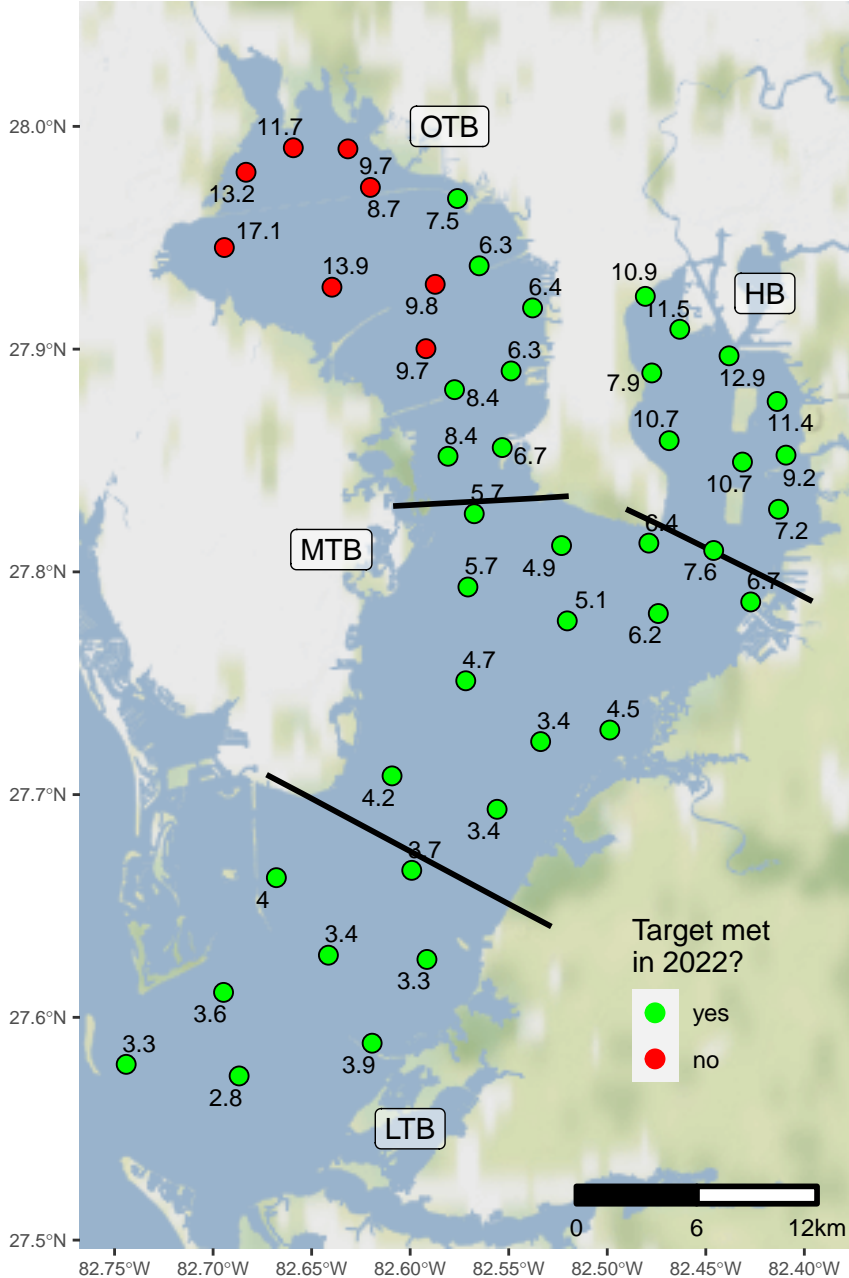 28.0°N
27.9°N
27.8°N
27.7°N
27.6°N
27.5°N
OTB
11.7
9.7
13.2
8.7
7.5
17.1
6.3
13.9
9.8
6.4
10.9
HB
11.5
9.7
6.3
7.9
12.9
8.4
11.4
10.7
8.4
6.7
10.7
9.2
5.7
7.2
MTB
6.4
4.9
7.6
5.7
6.7
5.1
6.2
4.7
3.4
4.5
4.2
3.4
3.7
4
3.4
3.3
3.6
3.3
3.9
2.8
LTB
Target met
in 2022?
yes
no
0 6 12km
82.75°W 82.70°W 82.65°W 82.60°W 82.55°W 82.50°W 82.45°W 82.40°W